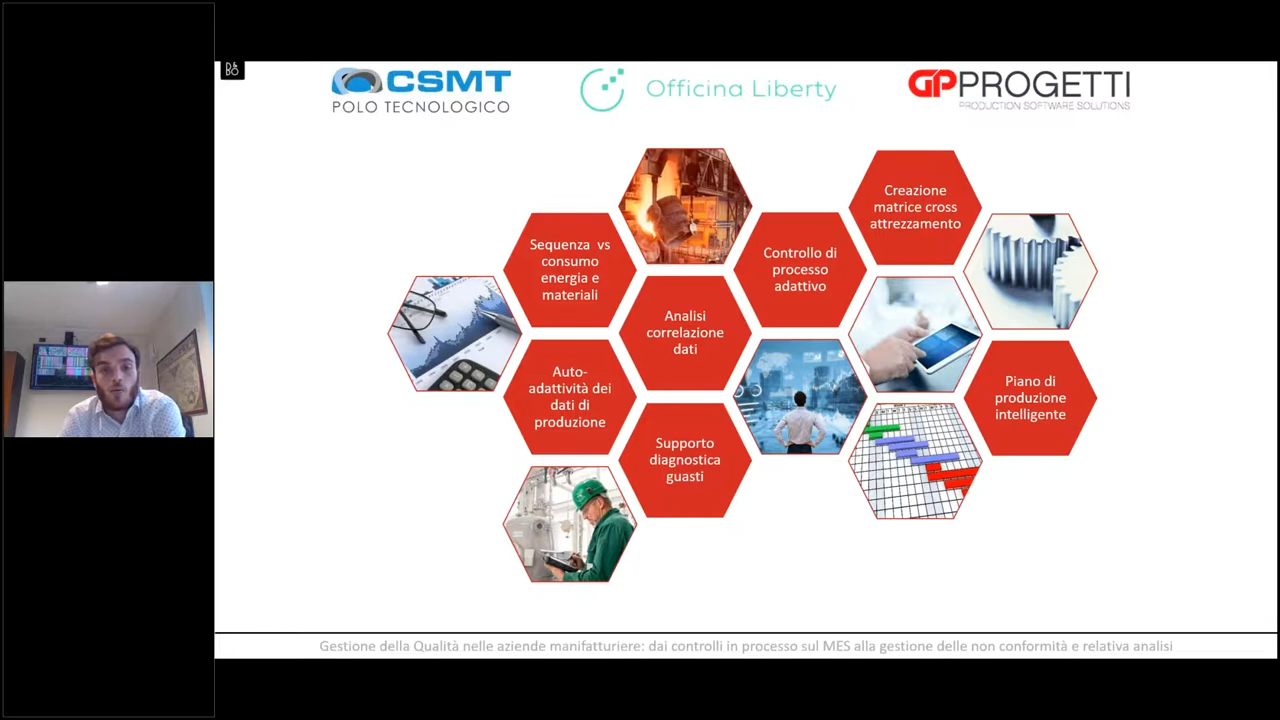 D&
BO
CSMT
POLO TECNOLOGICO
Officina Liberty
GPPROGETTI
PRODUCTION SOFTWARE SOLUTIONS
Creazione
matrice cross
attrezzamento
Sequenza vs
consumo
energia e
materiali
Controllo di
processo
adattivo
Analisi
correlazione
dati
Auto-
adattività dei
dati di
produzione
Piano di
produzione
intelligente
Supporto
diagnostica
guasti
Gestione della Qualità nelle aziende manifatturiere: dai controlli in processo sul MES alla gestione delle non conformità e relativa analisi